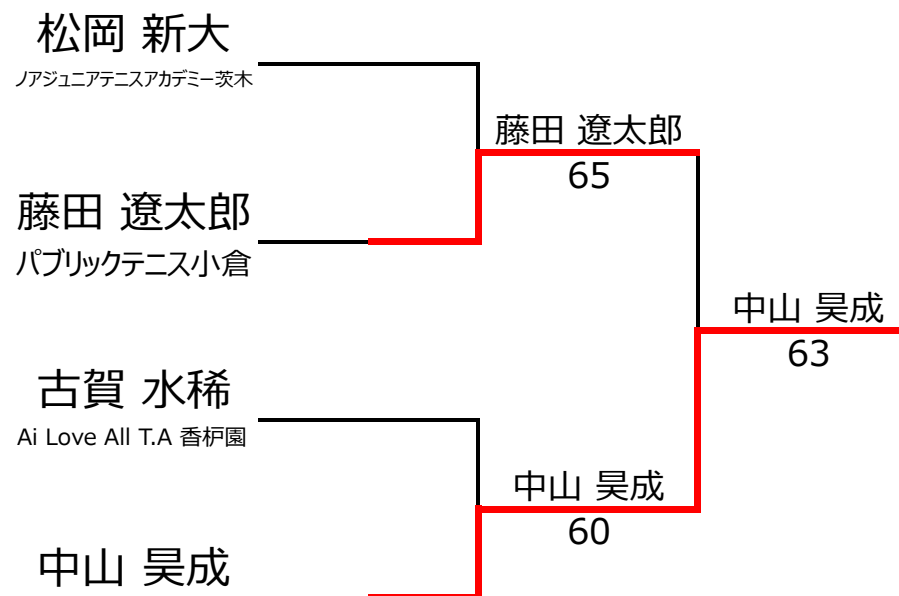 松岡 新大
ノアジュニアテニスアカデミー茨木
藤田 遼太郎
65
藤田 遼太郎
パブリックテニス小倉
中山 昊成
63
古賀 水稀
Ai Love All T.A 香枦園
中山 昊成
60
中山 昊成